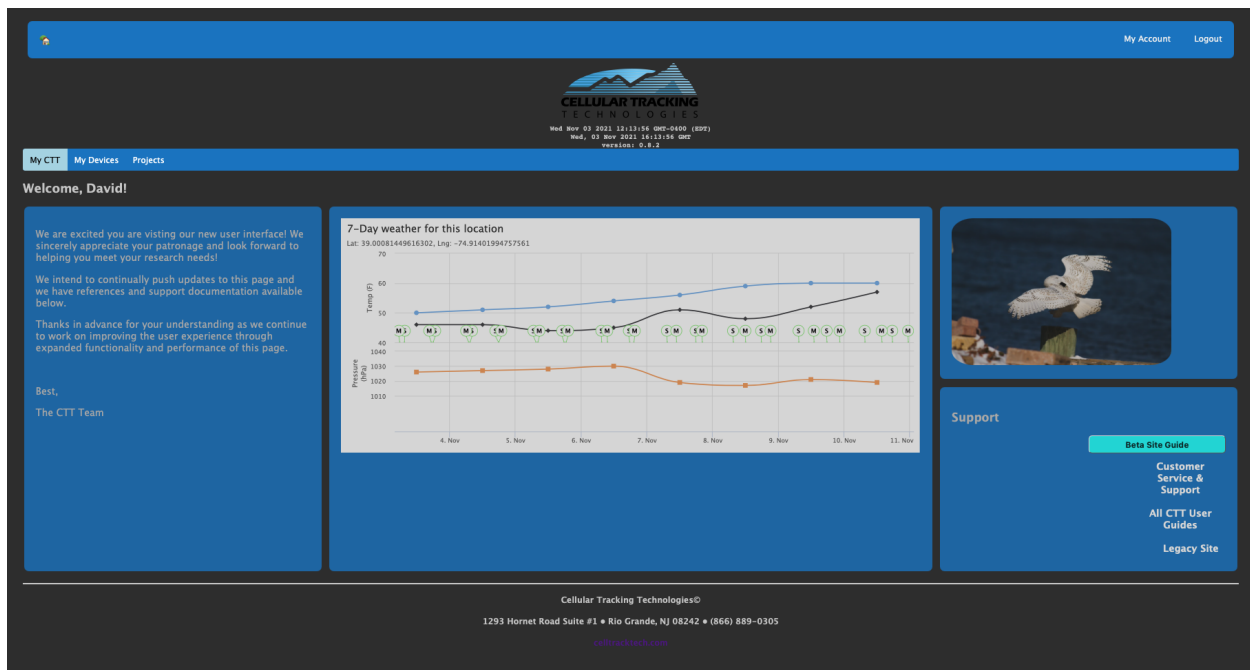 My Account Logout
CELLULAR TRACKING
TECHNOLOGIES
Wed Nov 03 2021 12:13:56 GMT-0400 (EDT)
Wed, 03 Nov 2021 16:13:56 GMT
version: 0.8.2
My CTT My Devices Projects
Welcome, David!
We are excited you are visting our new user interface! We
sincerely appreciate your patronage and look forward to
helping you meet your research needs!
We intend to continually push updates to this page and
we have references and support documentation available
below.
Thanks in advance for your understanding as we continue
to work on improving the user experience through
expanded functionality and performance of this page.
Best,
The CTT Team
7-Day weather for this location
Lat: 39.00081449616302, Lng: -74.91401994757561
70
60
50
40
Temp (F)
M S M S M S S M S M S M S M S M S M S M S M S M S M S M S M
1040
1030
1020
1010
Pressure
(hPa)
4. Nov 5. Nov 6. Nov 7. Nov 8. Nov 9. Nov 10. Nov 11. Nov
Support
Beta Site Guide
Customer
Service &
Support
All CTT User
Guides
Legacy Site
Cellular Tracking Technologies©
1293 Hornet Road Suite #1 • Rio Grande, NJ 08242 • (866) 889-0305